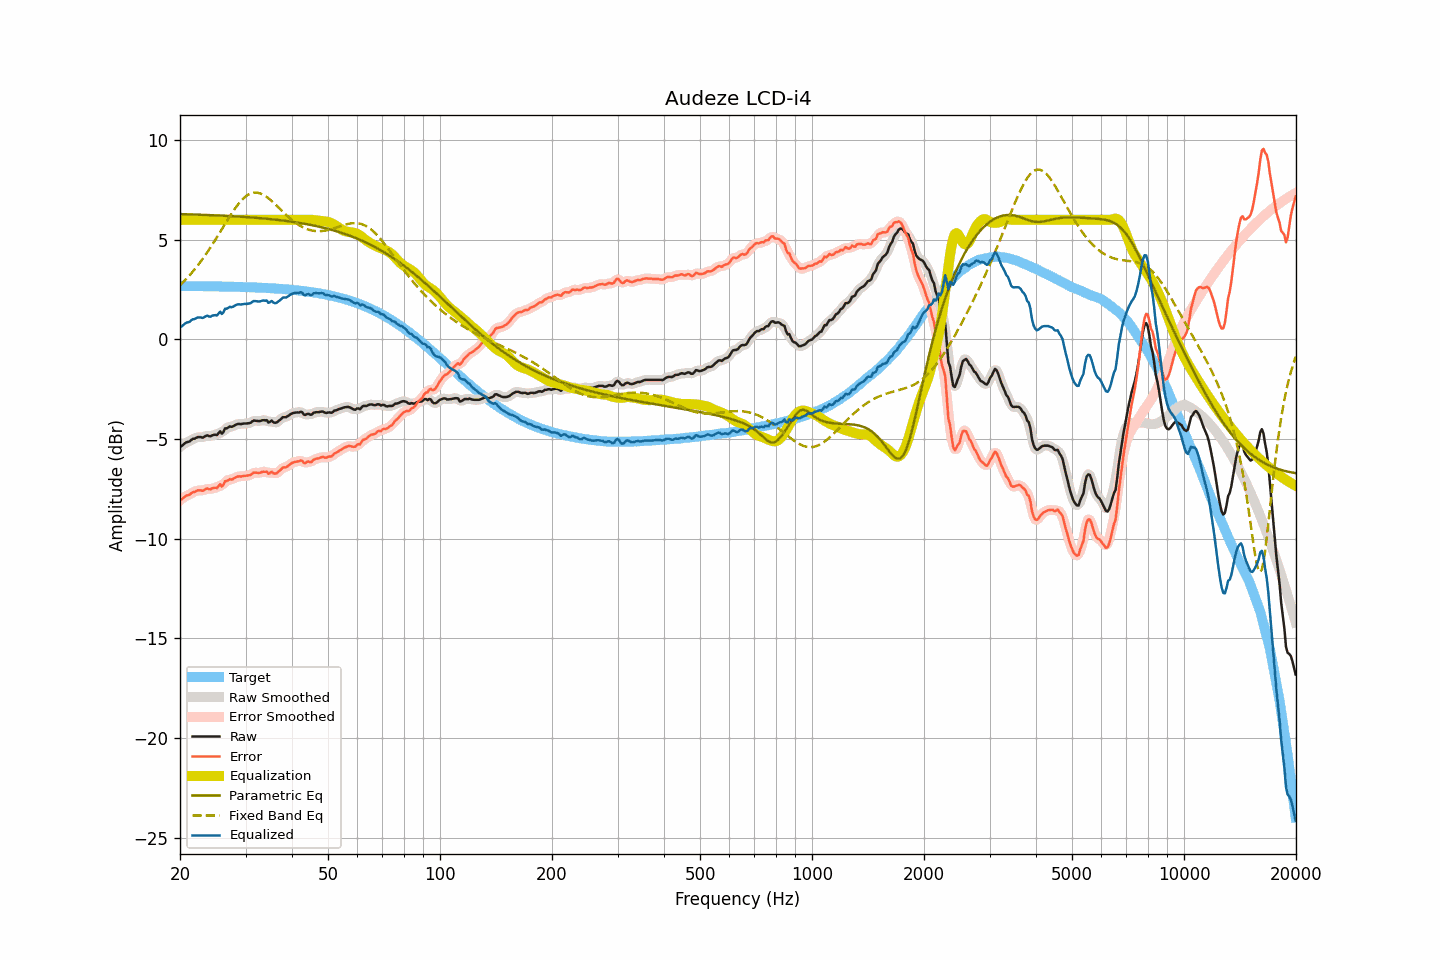 Audeze LCD-i4
10
5
0
−5
−10
−15
−20
−25
Amplitude (dBr)
Target
Raw Smoothed
Error Smoothed
Raw
Error
Equalization
Parametric Eq
Fixed Band Eq
Equalized
20 50 100 200 500 1000 2000 5000 10000 20000
Frequency (Hz)